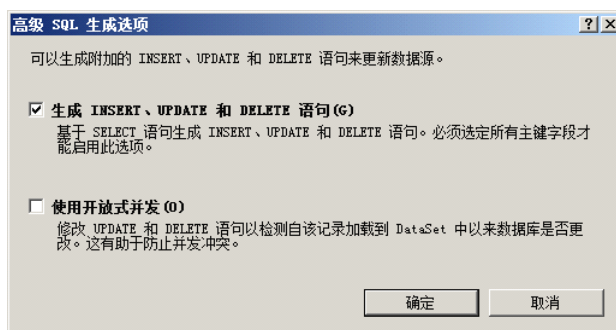 高级 SQL 生成选项
可以生成附加的 INSERT、UPDATE 和 DELETE 语句来更新数据源。
生成 INSERT、UPDATE 和 DELETE 语句(G)
基于 SELECT 语句生成 INSERT、UPDATE 和 DELETE 语句。必须选定所有主键字段才
能启用此选项。
使用开放式并发(O)
修改 UPDATE 和 DELETE 语句以检测自该记录加载到 DataSet 中以来数据库是否更
改。这有助于防止并发冲突。
确定 取消